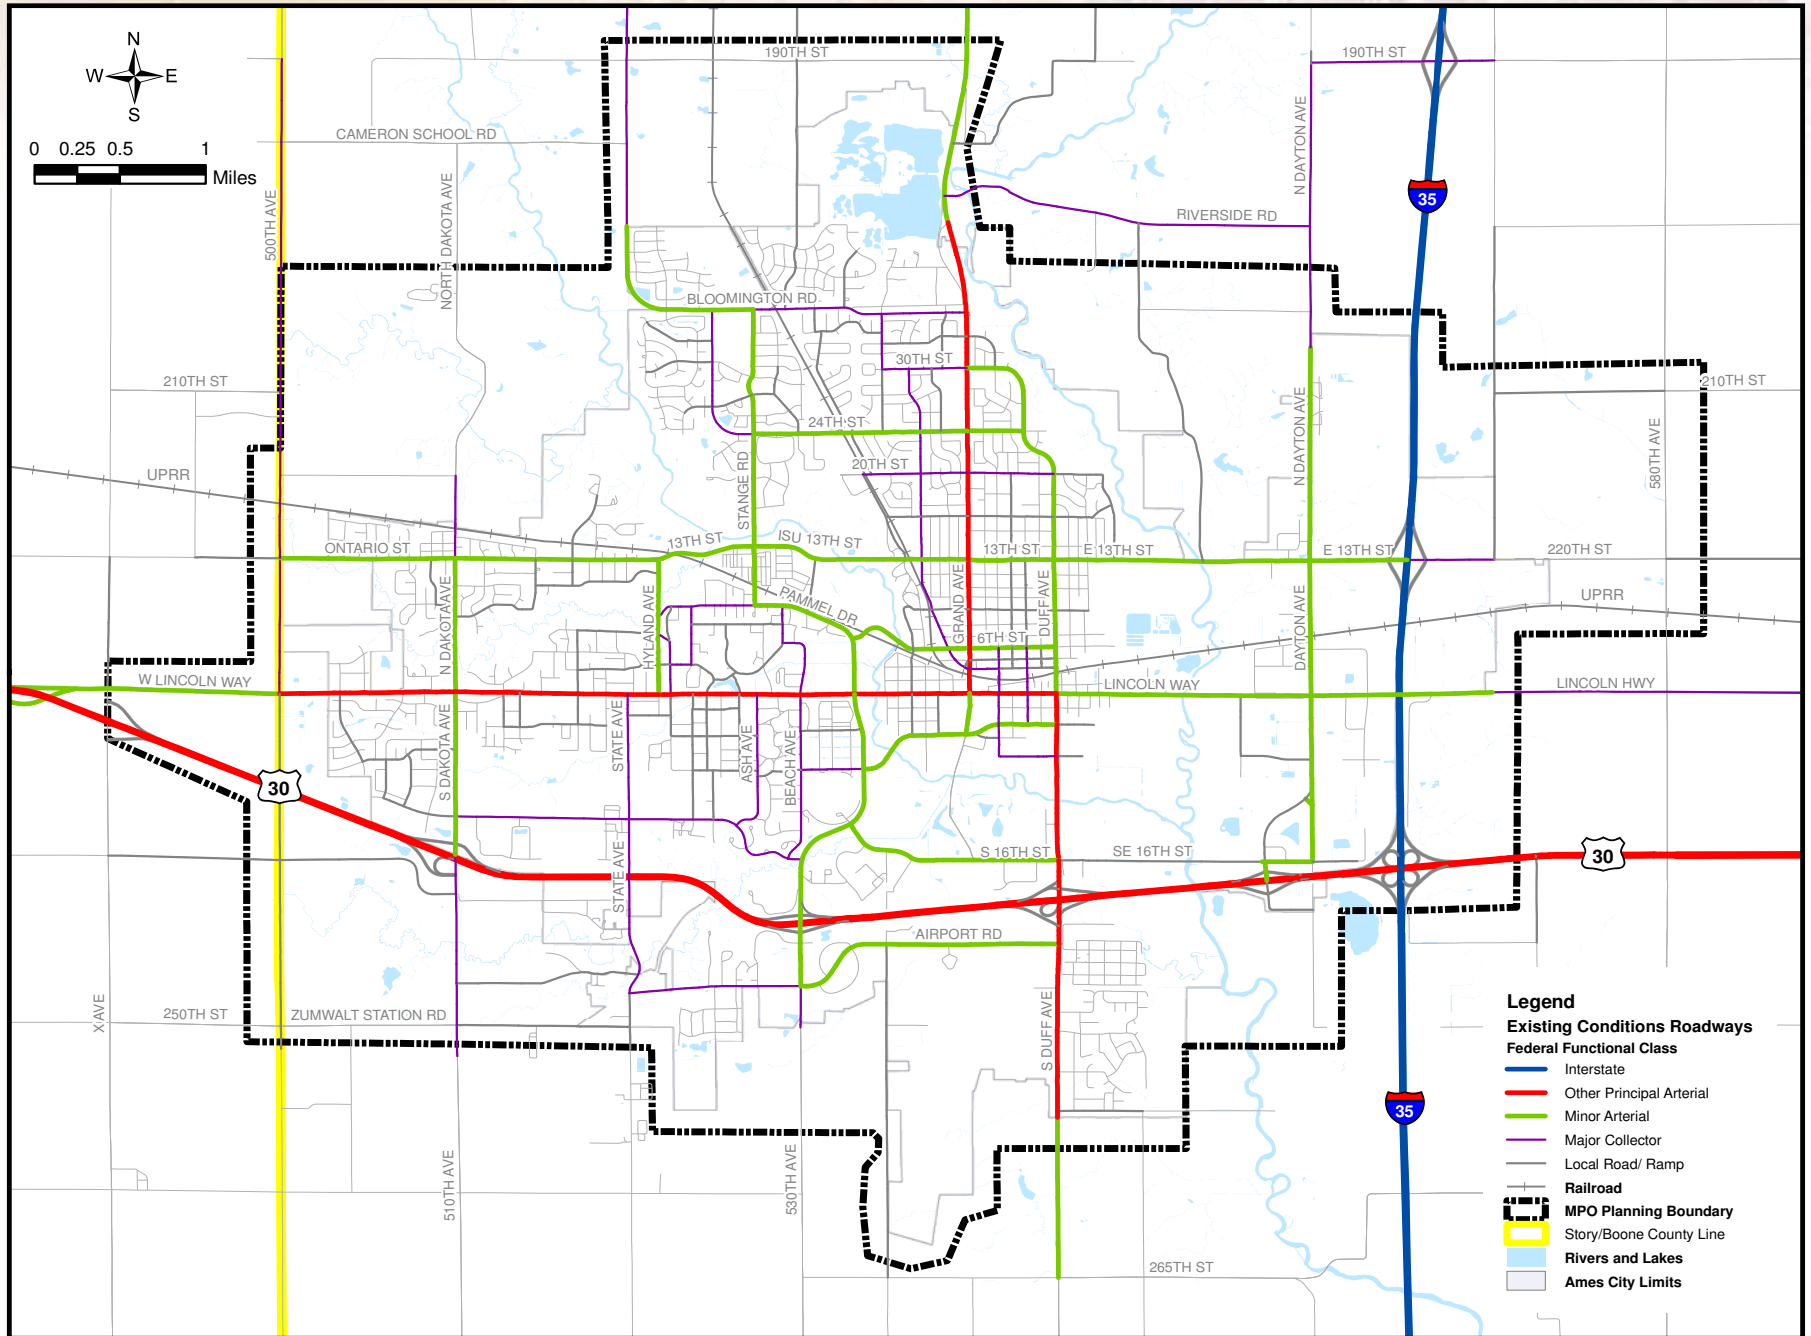 N
W E
S
0 0.25 0.5 1
Miles
190TH ST
190TH ST
CAMERON SCHOOL RD
500TH AVE
NORTH DAKOTA AVE
N DAYTON AVE
35
RIVERSIDE RD
BLOOMINGTON RD
30TH ST
210TH ST
210TH ST
24TH ST
N DAYTON AVE
580TH AVE
UPRR
20TH ST
STANGE RD
ONTARIO ST
13TH ST
ISU 13TH ST
13TH ST
E 13TH ST
E 13TH ST
220TH ST
N DAKOTA AVE
HYLAND AVE
PAMMEL DR
GRAND AVE
DUFF AVE
6TH ST
DAYTON AVE
UPRR
W LINCOLN WAY
LINCOLN WAY
LINCOLN HWY
S DAKOTA AVE
STATE AVE
ASH AVE
BEACH AVE
30
STATE AVE
S 16TH ST
SE 16TH ST
30
AIRPORT RD
X AVE
250TH ST
ZUMWALT STATION RD
S DUFF AVE
35
510TH AVE
530TH AVE
265TH ST
Legend
Existing Conditions Roadways
Federal Functional Class
Interstate
Other Principal Arterial
Minor Arterial
Major Collector
Local Road/ Ramp
Railroad
MPO Planning Boundary
Story/Boone County Line
Rivers and Lakes
Ames City Limits